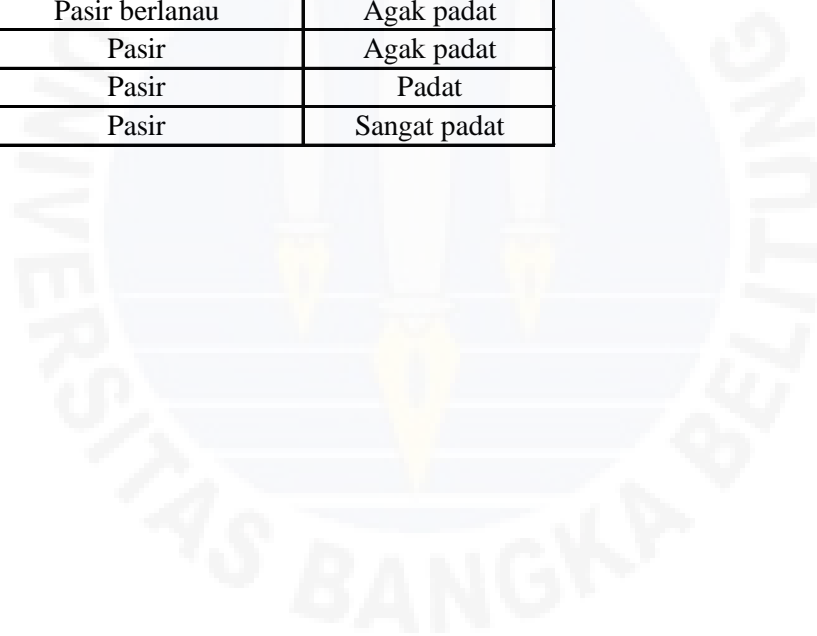 Pasir berlanau Agak padat
Pasir Agak padat
Pasir Padat
Pasir Sangat padat
UNIVERSITAS BANGKA BELITUNG